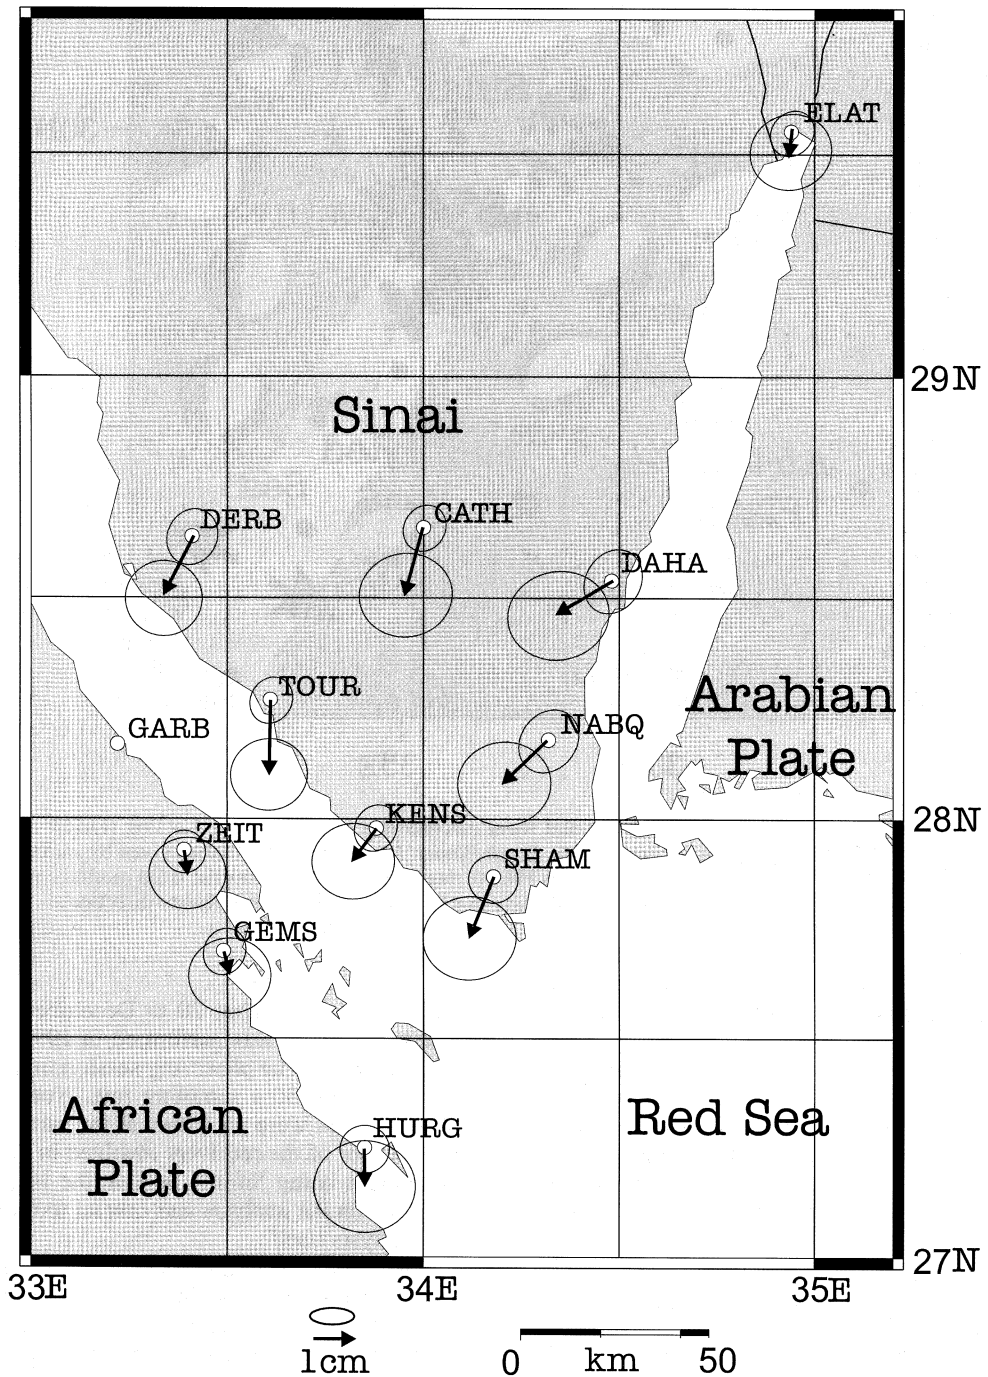 ELAT
29N
Sinai
CATH
DERB
DAHA
TOUR
Arabian
Plate
NABQ
GARB
KENS
28N
ZEIT
SHAM
GEMS
African
Plate
HURG
Red Sea
27N
33E
34E
35E
1cm
0
km
50